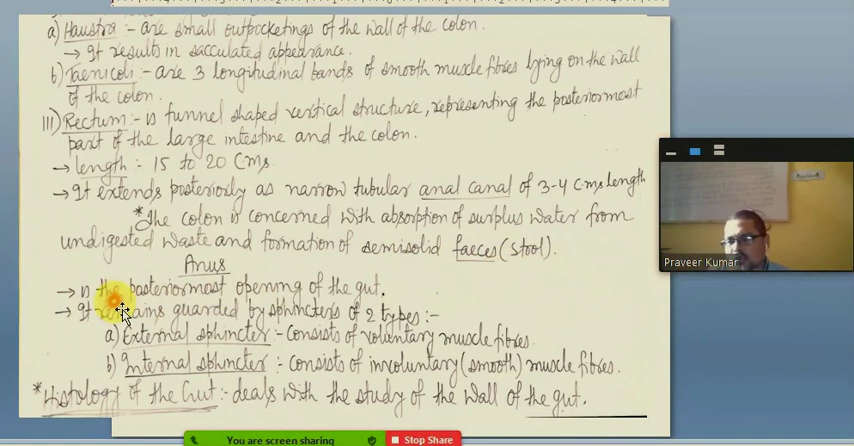 a) Haustra :- are small outpocketings of the wall of the colon.
→ It results in sacculated appearance.
b) Taenicoli :- are 3 longitudinal bands of smooth muscle fibres lying on the wall
of the colon.
III) Rectum :- is funnel shaped vertical structure, representing the posteriormost
part of the large intestine and the colon.
→ length :- 15 to 20 Cms
→ It extends posteriorly as narrow tubular anal canal of 3-4 cms length
*The colon is concerned with absorption of surplus water from
undigested waste and formation of semisolid faeces (stool).
Anus
→ is the posteriormost opening of the gut.
→ It remains guarded by sphincters of 2 types :-
a) External sphincter :- consists of voluntary muscle fibres.
b) Internal sphincter :- consists of involuntary (smooth) muscle fibres.
*Histology of the Gut :- deals with the study of the wall of the gut.
Praveer Kumar
You are screen sharing
Stop Share